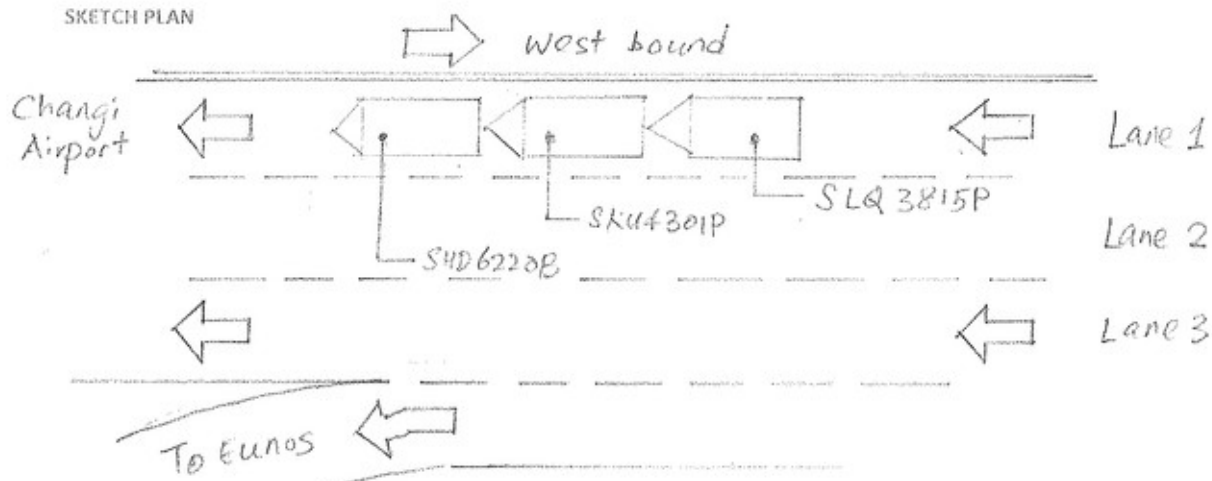 SKETCH PLAN
West bound
Changi
Airport
Lane 1
SLQ 3815P
SKU4301P
Lane 2
SHD6220B
Lane 3
To Eunos